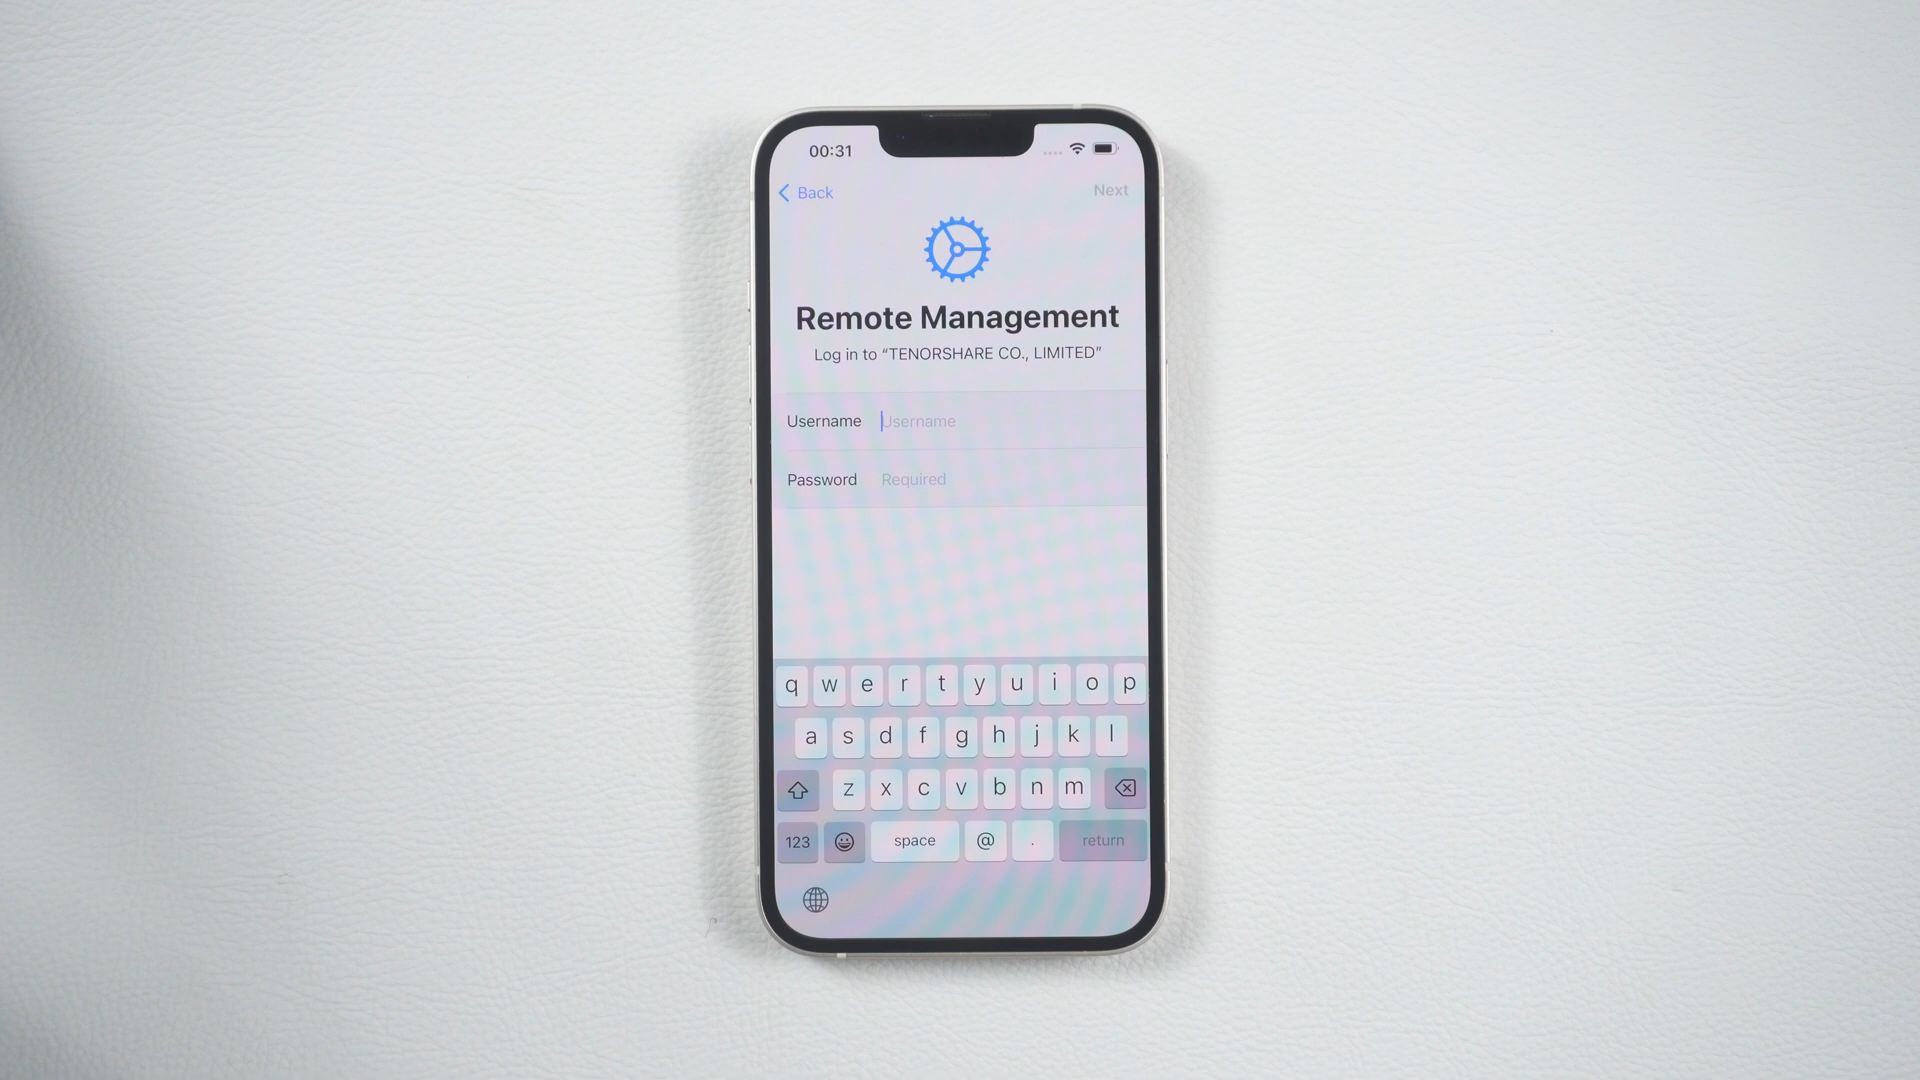 00:31
Back
Next
Remote Management
Log in to “TENORSHARE CO., LIMITED”
Username Username
Password Required
q w e r t y u i o p
a s d f g h j k l
z x c v b n m
123 space @ . return